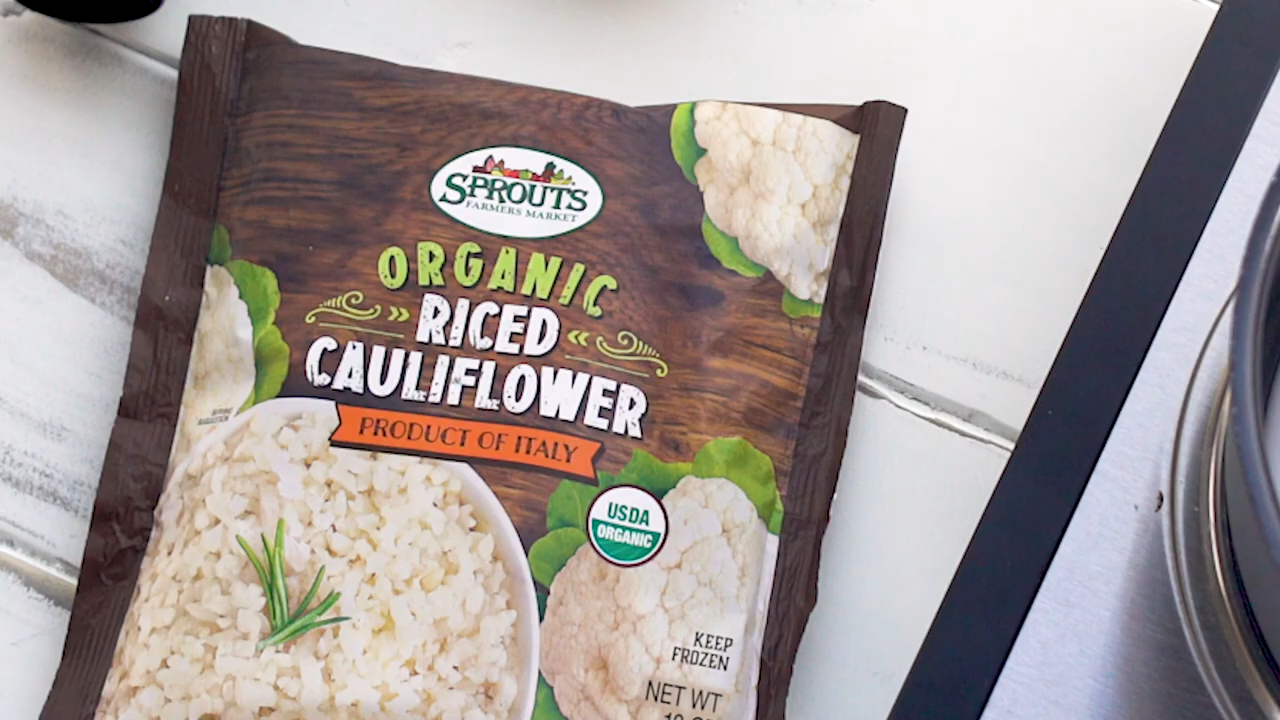 SPROUTS
FARMERS MARKET
ORGANIC
RICED
CAULIFLOWER
PRODUCT OF ITALY
USDA
ORGANIC
KEEP
FROZEN
NET WT